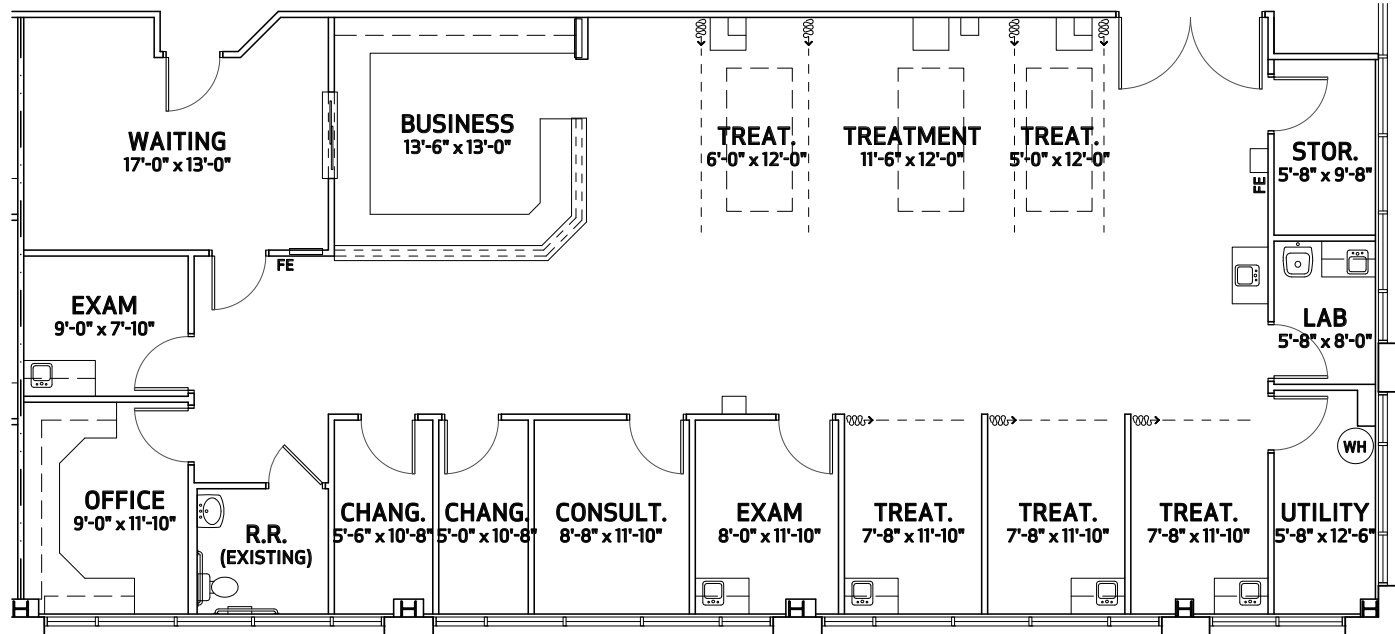 WAITING
17'-0" x 13'-0"
BUSINESS
13'-6" x 13'-0"
TREAT.
6'-0" x 12'-0"
TREATMENT
11'-6" x 12'-0"
TREAT.
5'-0" x 12'-0"
STOR.
5'-8" x 9'-8"
FE
FE
EXAM
9'-0" x 7'-10"
LAB
5'-8" x 8'-0"
WH
OFFICE
9'-0" x 11'-10"
R.R.
(EXISTING)
CHANG.
5'-6" x 10'-8"
CHANG.
5'-0" x 10'-8"
CONSULT.
8'-8" x 11'-10"
EXAM
8'-0" x 11'-10"
TREAT.
7'-8" x 11'-10"
TREAT.
7'-8" x 11'-10"
TREAT.
7'-8" x 11'-10"
UTILITY
5'-8" x 12'-6"